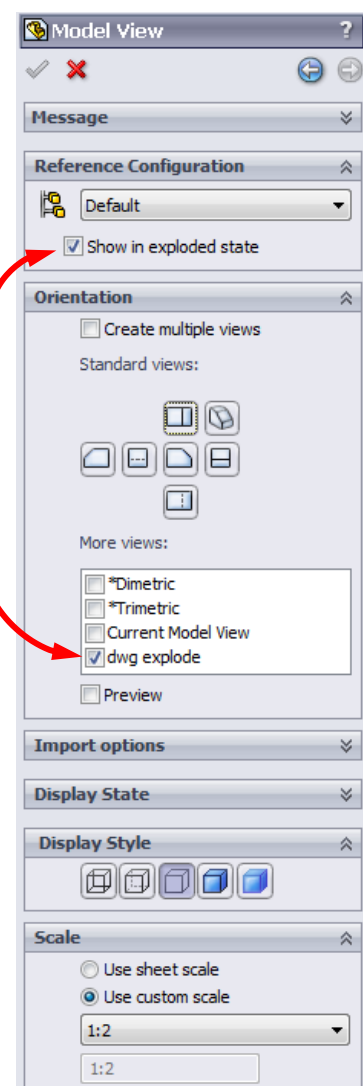 Model View ?
Message
Reference Configuration
Default
Show in exploded state
Orientation
Create multiple views
Standard views:
More views:
*Dimetric
*Trimetric
Current Model View
dwg explode
Preview
Import options
Display State
Display Style
Scale
Use sheet scale
Use custom scale
1:2
1:2